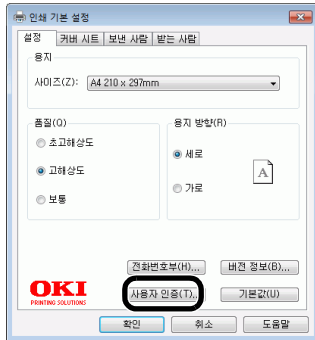 인쇄 기본 설정
설정 커버 시트 보낸 사람 받는 사람
용지
사이즈(Z): A4 210 x 297mm
품질(Q)
초고해상도
고해상도
보통
용지 방향(R)
세로
가로
A
전화번호부(H)... 버전 정보(B)...
OKI
PRINTING SOLUTIONS
사용자 인증(T)... 기본값(U)
확인 취소 도움말